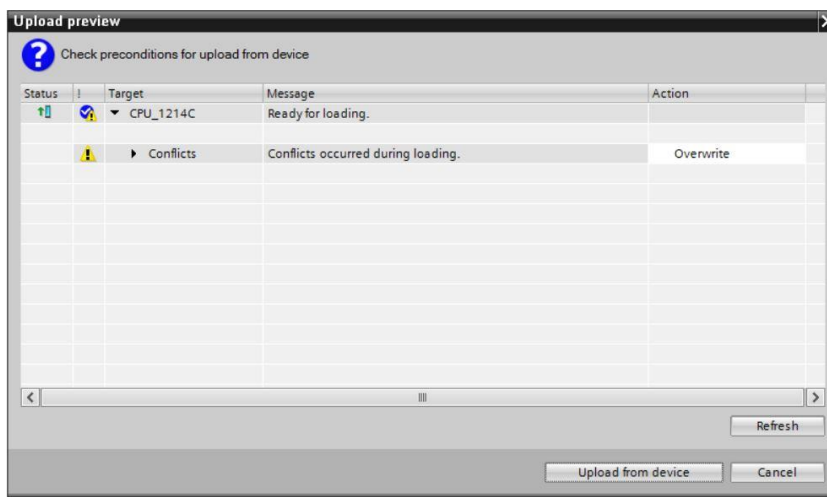 Upload preview
Check preconditions for upload from device
Status ! Target Message Action
CPU_1214C Ready for loading.
Conflicts Conflicts occurred during loading. Overwrite
Refresh
Upload from device Cancel